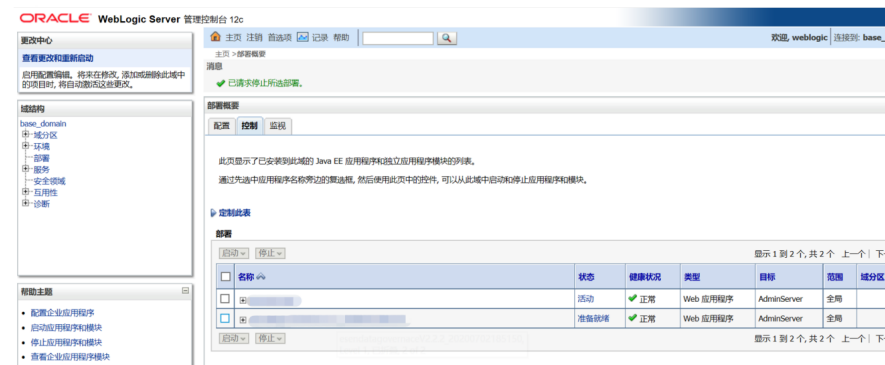 ORACLE WebLogic Server 管理控制台 12c
更改中心
查看更改和重新启动
启用配置编辑。将来在修改, 添加或删除此域中
的项目时, 将自动激活这些更改。
域结构
base_domain
域分区
环境
部署
服务
安全领域
互用性
诊断
帮助主题
配置企业应用程序
启动应用程序和模块
停止应用程序和模块
查看企业应用程序模块
主页 注销 首选项 记录 帮助
欢迎, weblogic 连接到: base_
主页 >部署概要
消息
已请求停止所选部署。
部署概要
配置 控制 监视
此页显示了已安装到此域的 Java EE 应用程序和独立应用程序模块的列表。
通过先选中应用程序名称旁边的复选框, 然后使用此页中的控件, 可以从此域中启动和停止应用程序和模块。
定制此表
部署
启动 停止 显示 1 到 2 个, 共 2 个 上一个 | 下
名称 状态 健康状况 类型 目标 范围 域分区
活动 正常 Web 应用程序 AdminServer 全局
准备就绪 正常 Web 应用程序 AdminServer 全局
启动 停止 显示 1 到 2 个, 共 2 个 上一个 | 下